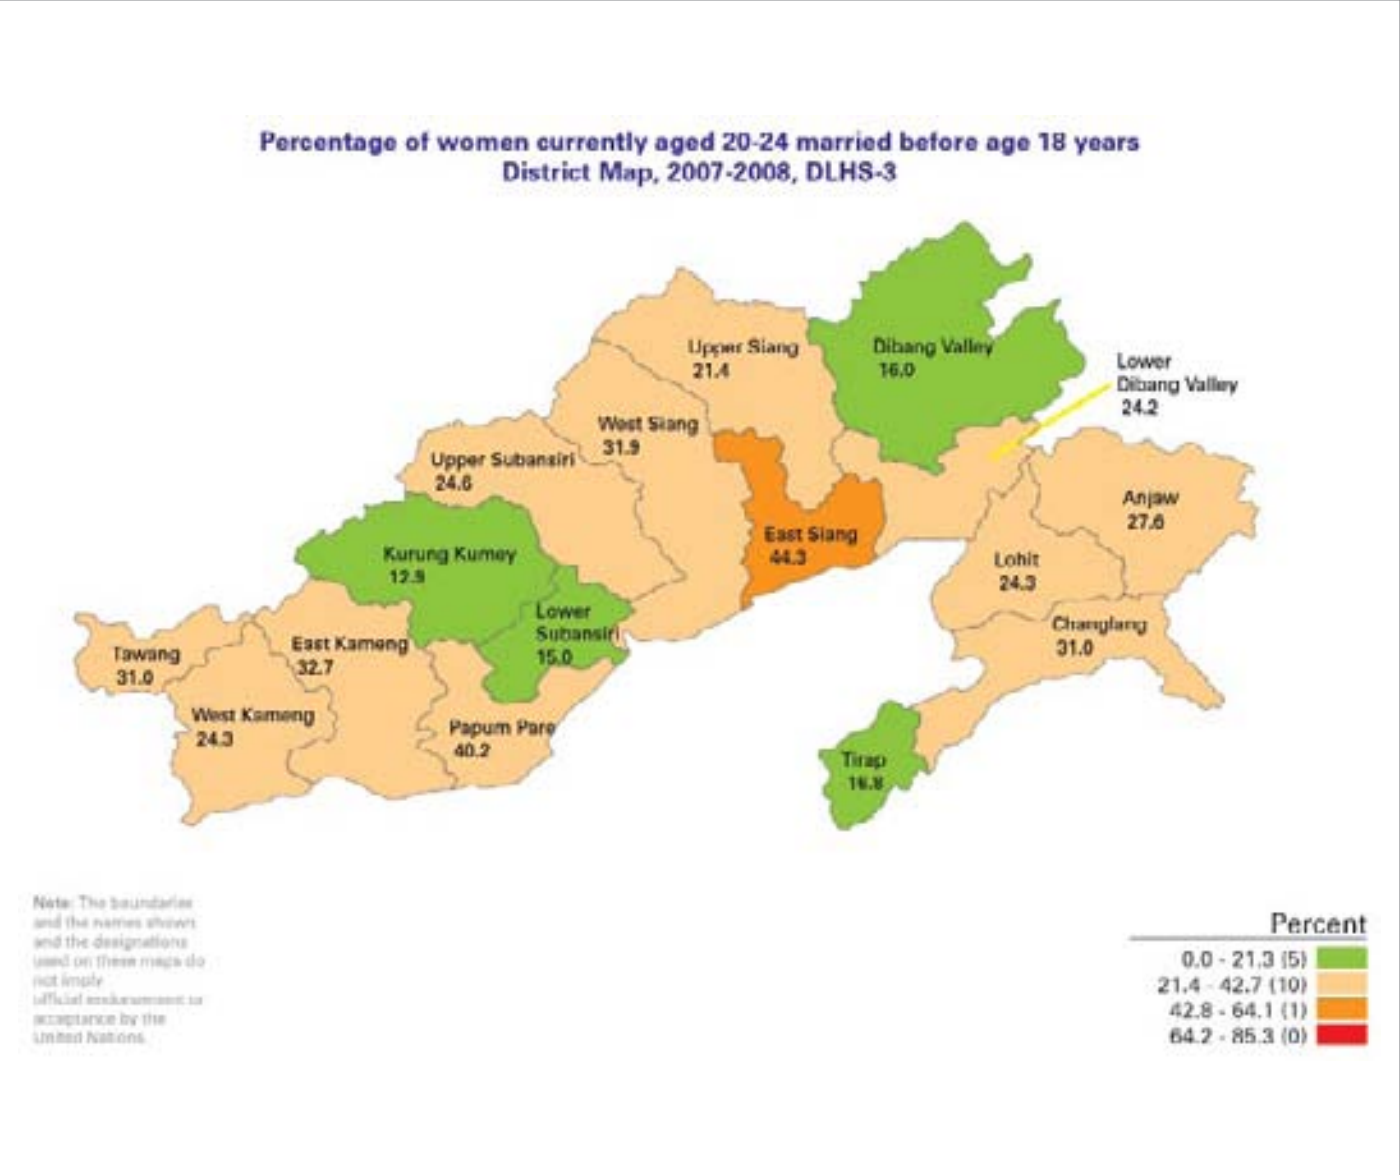 Percentage of women currently aged 20-24 married before age 18 years
District Map, 2007-2008, DLHS-3
Upper Siang
21.4
Dibang Valley
16.0
Lower
Dibang Valley
24.2
West Siang
31.9
Upper Subansiri
24.6
East Siang
44.3
Anjaw
27.6
Kurung Kumey
12.9
Lohit
24.3
Lower
Subansiri
15.0
Changlang
31.0
Tawang
31.0
East Kameng
32.7
West Kameng
24.3
Papum Pare
40.2
Tirap
16.8
Note: The boundaries
and the names shown
and the designations
used on these maps do
not imply
official endorsement or
acceptance by the
United Nations.
Percent
0.0 - 21.3 (5)
21.4 - 42.7 (10)
42.8 - 64.1 (1)
64.2 - 85.3 (0)